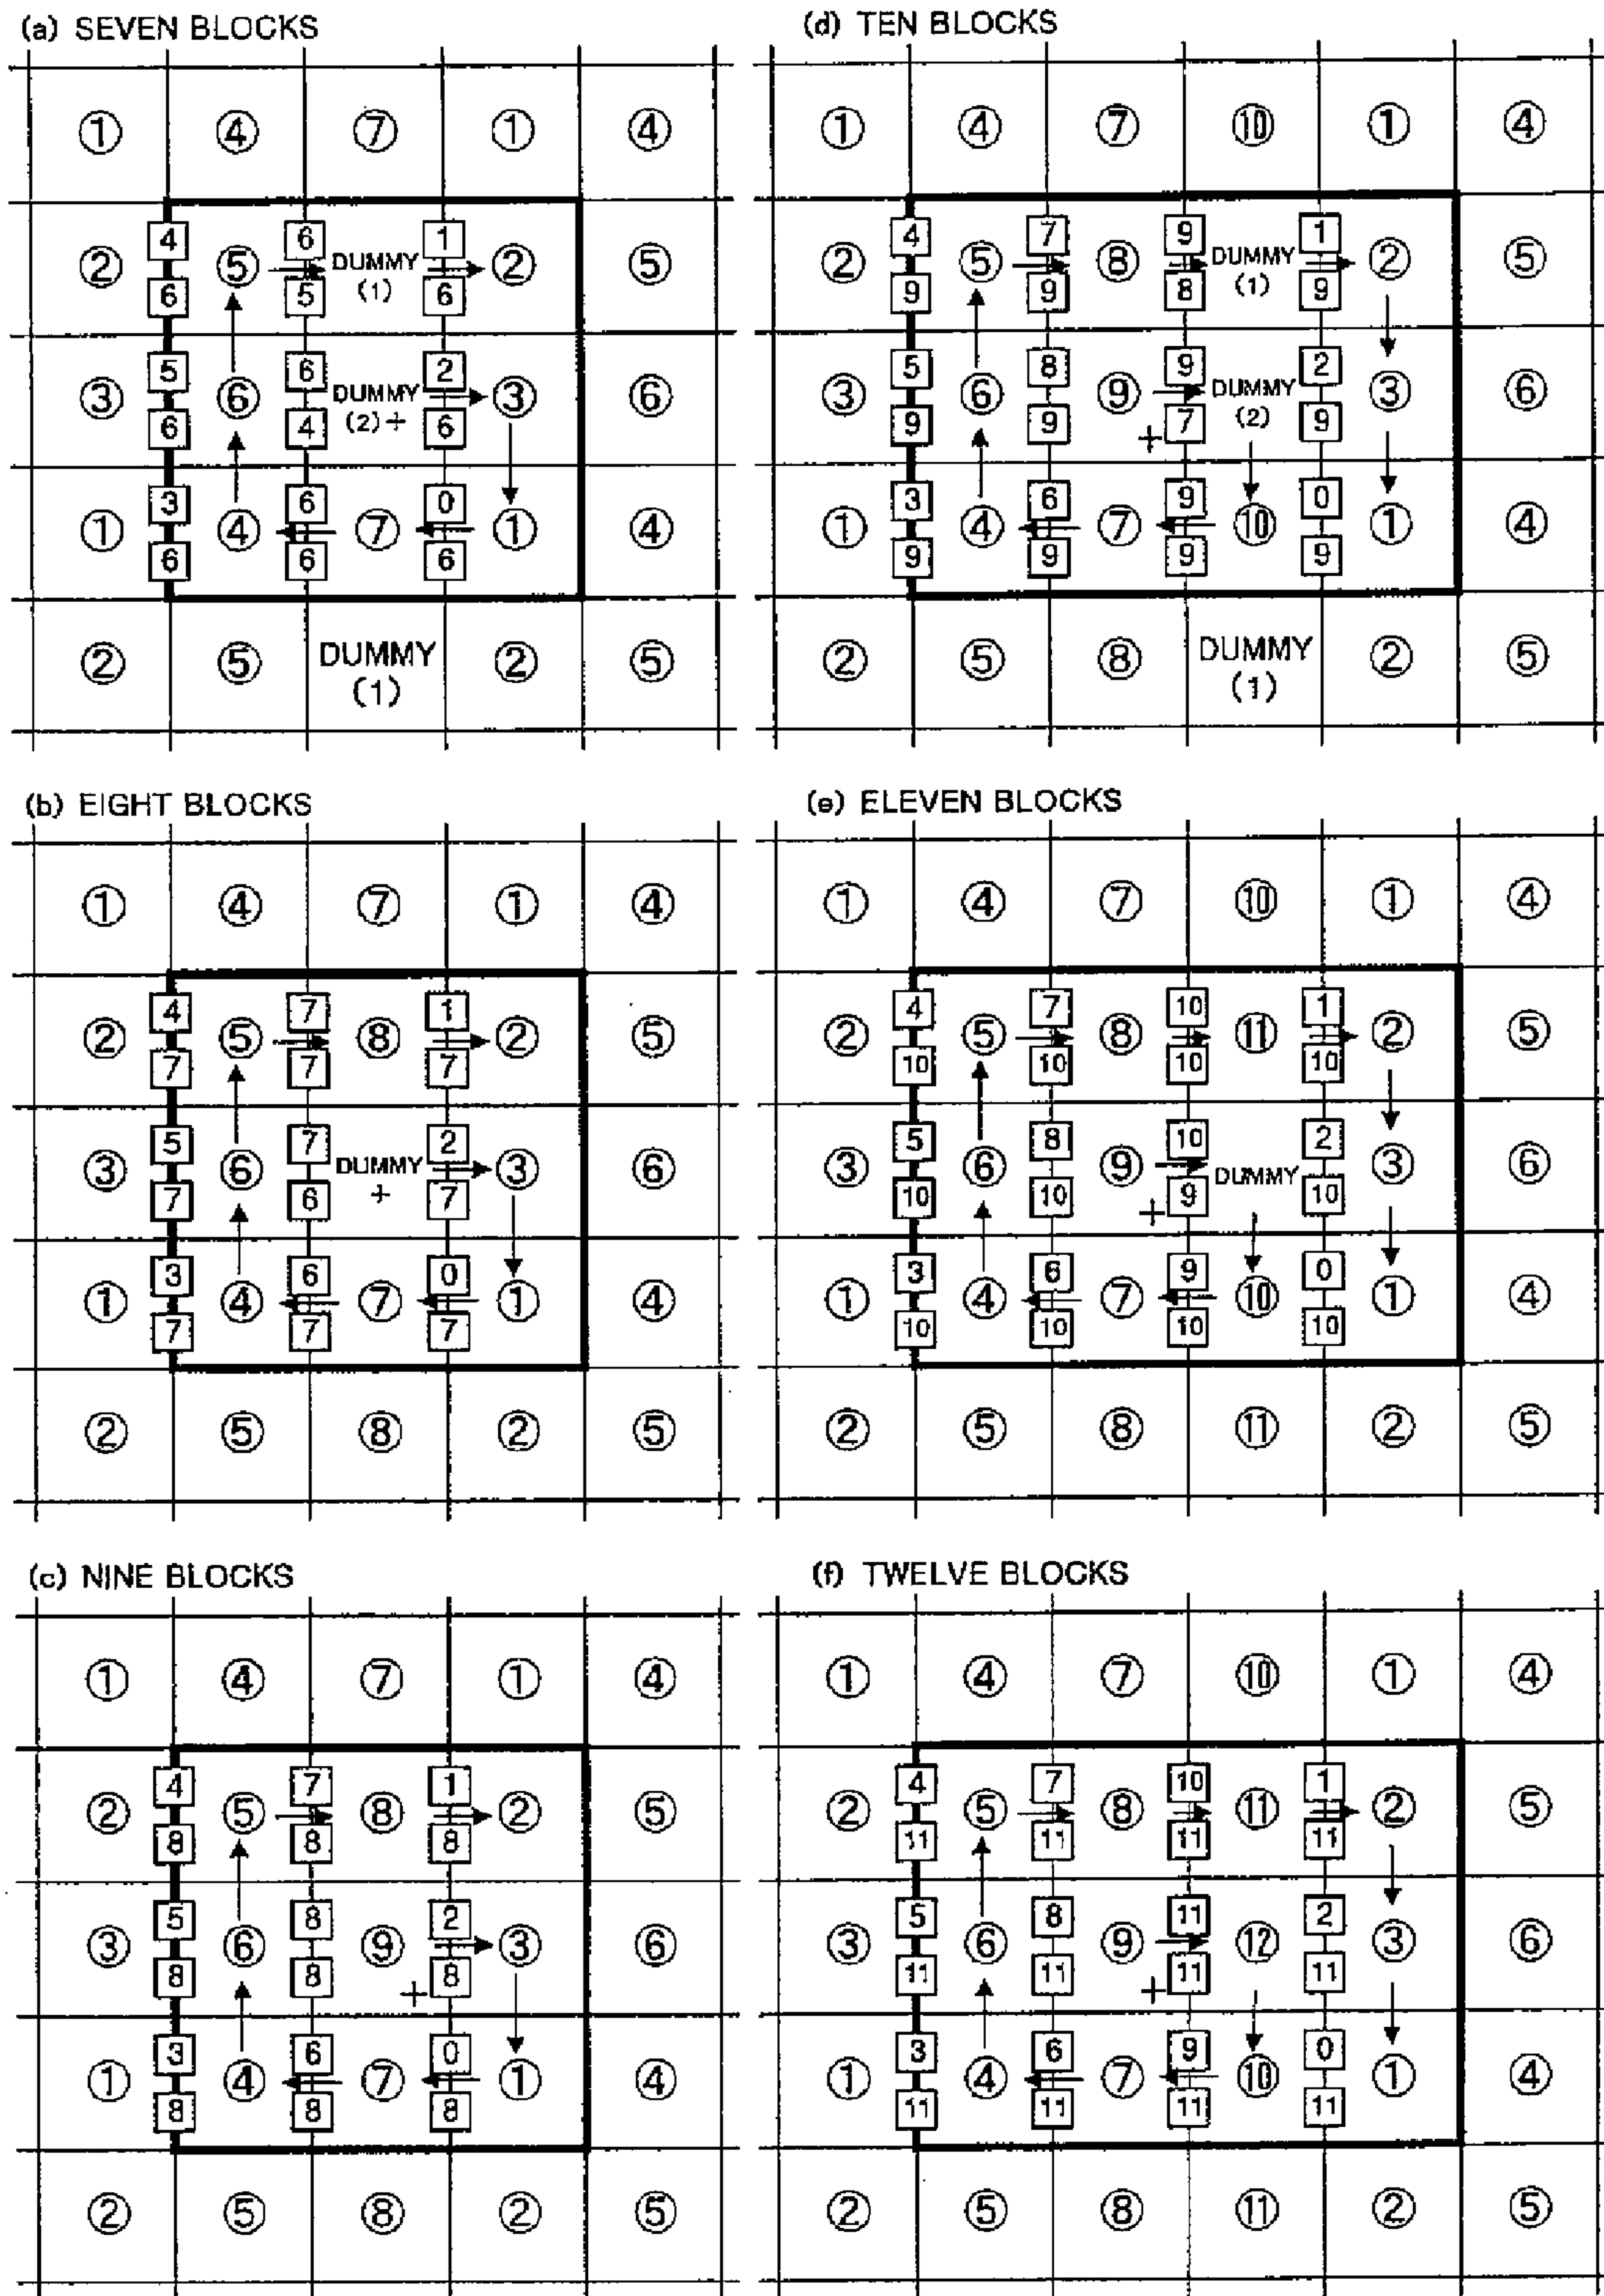 (a) SEVEN BLOCKS
① ④ ⑦ ① ④
4 6 1
② ⑤ DUMMY ② ⑤
6 5 (1) 6
5 6 2
③ ⑥ DUMMY ③ ⑥
6 4 (2)+ 6
3 6 0
① ④ ⑦ ① ④
6 6 6
② ⑤ DUMMY ② ⑤
(1)
(b) EIGHT BLOCKS
① ④ ⑦ ① ④
4 7 1
② ⑤ ⑧ ② ⑤
7 7 7
5 7 2
③ ⑥ DUMMY ③ ⑥
7 6 + 7
3 6 0
① ④ ⑦ ① ④
7 7 7
② ⑤ ⑧ ② ⑤
(c) NINE BLOCKS
① ④ ⑦ ① ④
4 7 1
② ⑤ ⑧ ② ⑤
8 8 8
5 8 2
③ ⑥ ⑨ ③ ⑥
8 8 + 8
3 6 0
① ④ ⑦ ① ④
8 8 8
② ⑤ ⑧ ② ⑤
(d) TEN BLOCKS
① ④ ⑦ ⑩ ① ④
4 7 9 1
② ⑤ ⑧ DUMMY ② ⑤
9 9 8 (1) 9
5 8 9 2
③ ⑥ ⑨ DUMMY ③ ⑥
9 9 + 7 (2) 9
3 6 9 0
① ④ ⑦ ⑩ ① ④
9 9 9 9
② ⑤ ⑧ DUMMY ② ⑤
(1)
(e) ELEVEN BLOCKS
① ④ ⑦ ⑩ ① ④
4 7 10 1
② ⑤ ⑧ ⑪ ② ⑤
10 10 10 10
5 8 10 2
③ ⑥ ⑨ DUMMY ③ ⑥
10 10 + 9 10
3 6 9 0
① ④ ⑦ ⑩ ① ④
10 10 10 10
② ⑤ ⑧ ⑪ ② ⑤
(f) TWELVE BLOCKS
① ④ ⑦ ⑩ ① ④
4 7 10 1
② ⑤ ⑧ ⑪ ② ⑤
11 11 11 11
5 8 11 2
③ ⑥ ⑨ ⑫ ③ ⑥
11 11 + 11 11
3 6 9 0
① ④ ⑦ ⑩ ① ④
11 11 11 11
② ⑤ ⑧ ⑪ ② ⑤